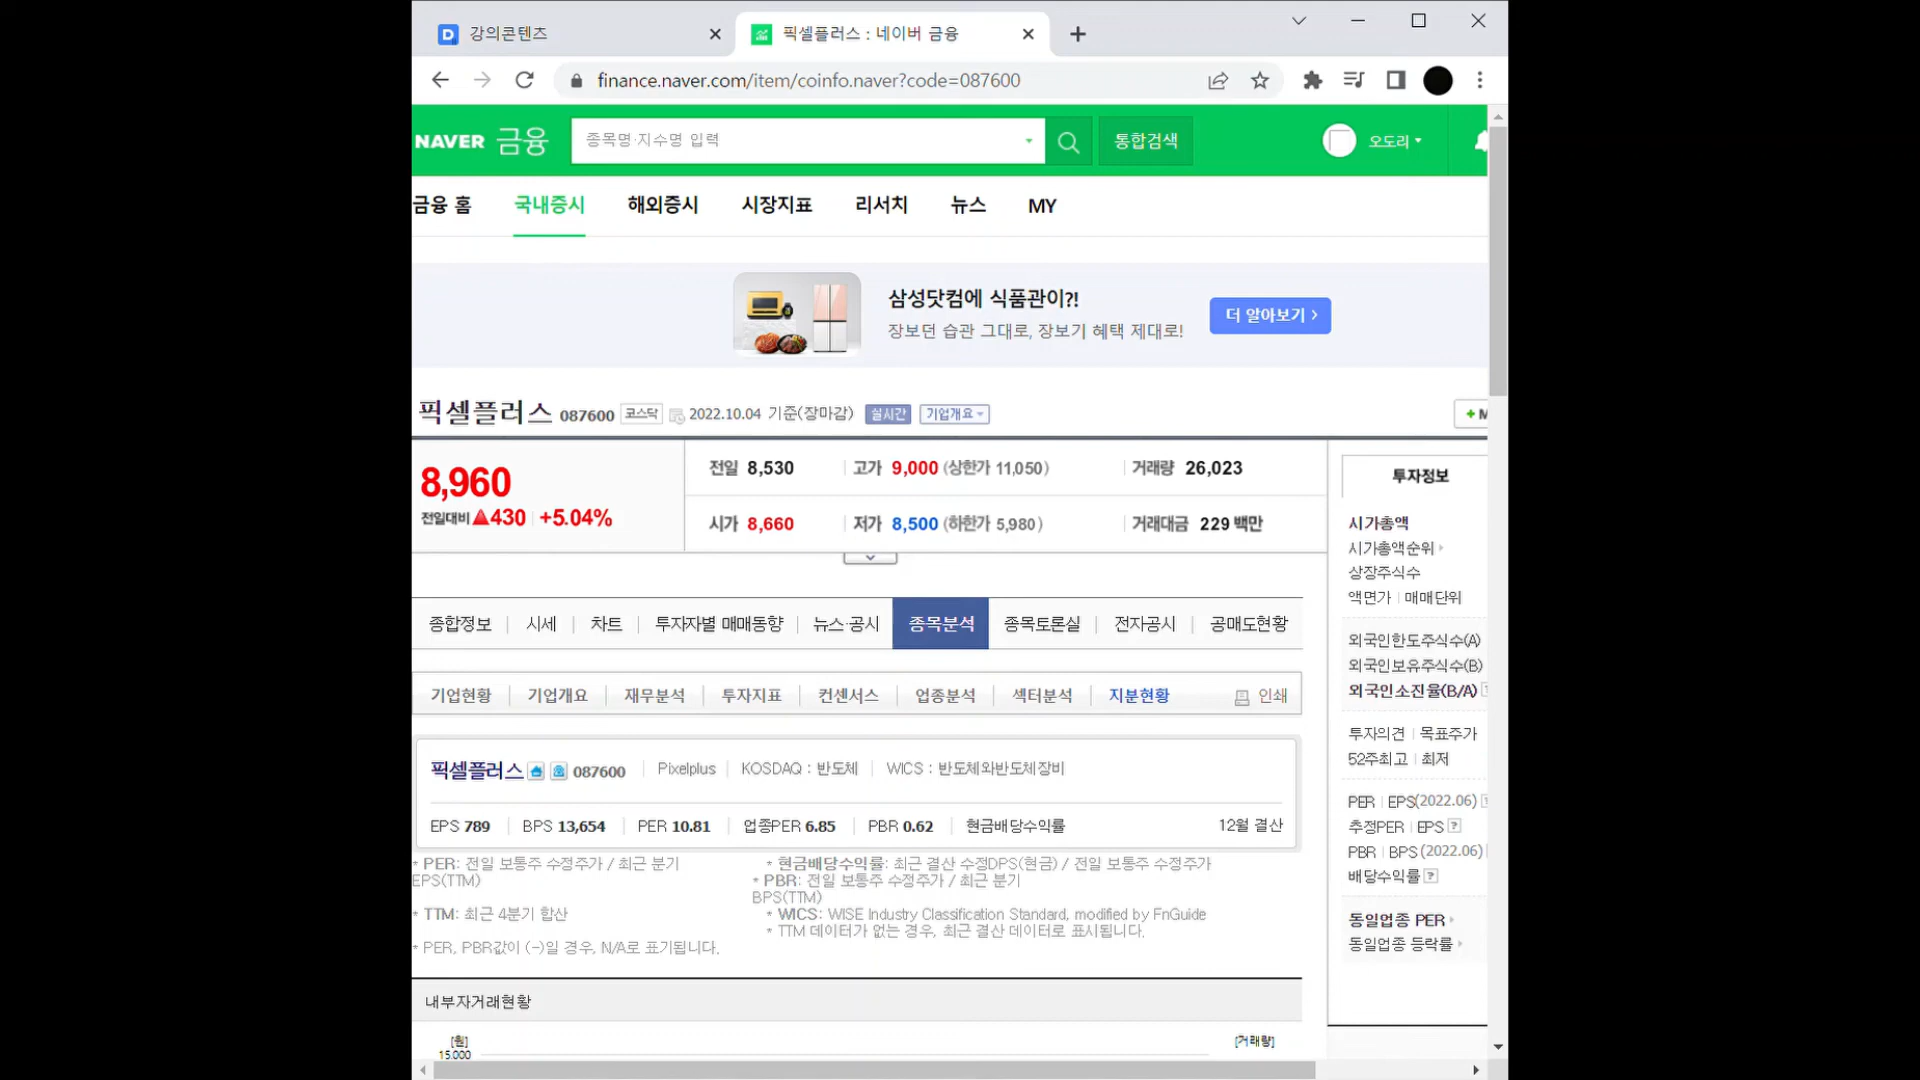 강의콘텐츠
픽셀플러스 : 네이버 금융
finance.naver.com/item/coinfo.naver?code=087600
NAVER 금융
종목명·지수명 입력
통합검색
오도리
금융 홈
국내증시
해외증시
시장지표
리서치
뉴스
MY
삼성닷컴에 식품관이?!
장보던 습관 그대로, 장보기 혜택 제대로!
더 알아보기 >
픽셀플러스 087600 코스닥 2022.10.04 기준(장마감) 실시간 기업개요
+ M
8,960
전일대비 ▲430 +5.04%
전일 8,530 고가 9,000 (상한가 11,050) 거래량 26,023
시가 8,660 저가 8,500 (하한가 5,980) 거래대금 229 백만
종합정보 시세 차트 투자자별 매매동향 뉴스·공시 종목분석 종목토론실 전자공시 공매도현황
기업현황 기업개요 재무분석 투자지표 컨센서스 업종분석 섹터분석 지분현황 인쇄
픽셀플러스 087600 Pixelplus KOSDAQ : 반도체 WICS : 반도체와반도체장비
EPS 789 BPS 13,654 PER 10.81 업종PER 6.85 PBR 0.62 현금배당수익률 12월 결산
* PER: 전일 보통주 수정주가 / 최근 분기
EPS(TTM)
* TTM: 최근 4분기 합산
* PER, PBR값이 (-)일 경우, N/A로 표기됩니다.
* 현금배당수익률: 최근 결산 수정DPS(현금) / 전일 보통주 수정주가
* PBR: 전일 보통주 수정주가 / 최근 분기
BPS(TTM)
* WICS: WISE Industry Classification Standard, modified by FnGuide
* TTM 데이터가 없는 경우, 최근 결산 데이터로 표시됩니다.
내부자거래현황
[원]
15,000
[거래량]
투자정보
시가총액
시가총액순위
상장주식수
액면가 | 매매단위
외국인한도주식수(A)
외국인보유주식수(B)
외국인소진율(B/A)
투자의견 | 목표주가
52주최고 | 최저
PER | EPS(2022.06)
추정PER | EPS
PBR | BPS (2022.06)
배당수익률
동일업종 PER
동일업종 등락률